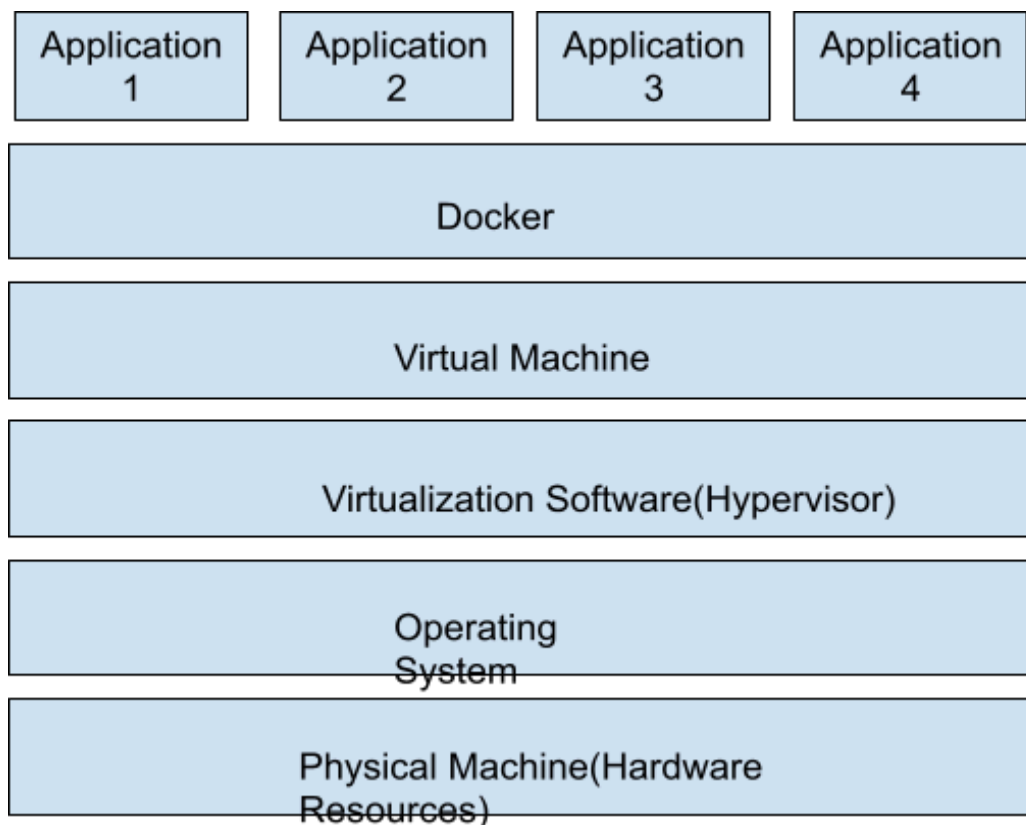 Application
1
Application
2
Application
3
Application
4
Docker
Virtual Machine
Virtualization Software(Hypervisor)
Operating
System
Physical Machine(Hardware
Resources)